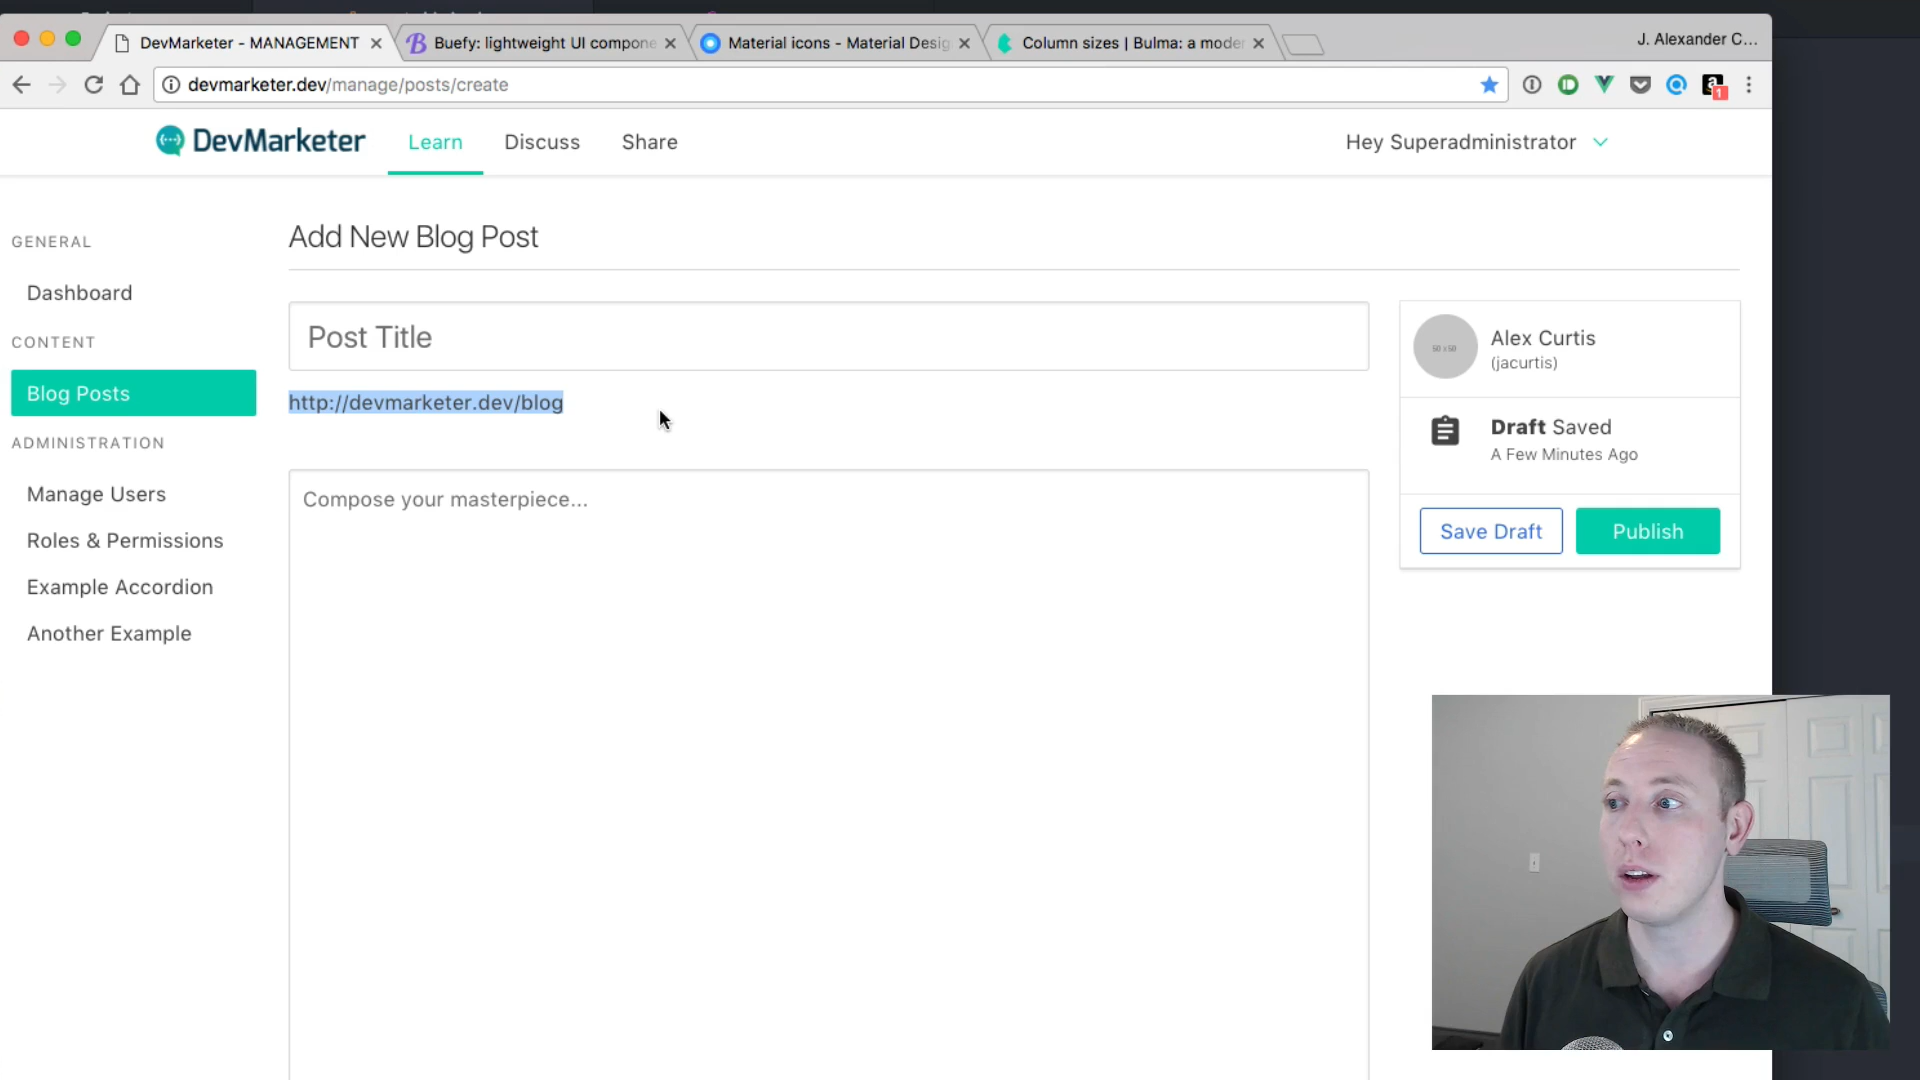 DevMarketer - MANAGEMENT
Buefy: lightweight UI compone
Material icons - Material Desig
Column sizes | Bulma: a moder
J. Alexander C...
devmarketer.dev/manage/posts/create
1
DevMarketer
Learn
Discuss
Share
Hey Superadministrator
GENERAL
Dashboard
CONTENT
Blog Posts
ADMINISTRATION
Manage Users
Roles & Permissions
Example Accordion
Another Example
Add New Blog Post
Post Title
http://devmarketer.dev/blog
Compose your masterpiece...
50 x 50
Alex Curtis
(jacurtis)
Draft Saved
A Few Minutes Ago
Save Draft
Publish